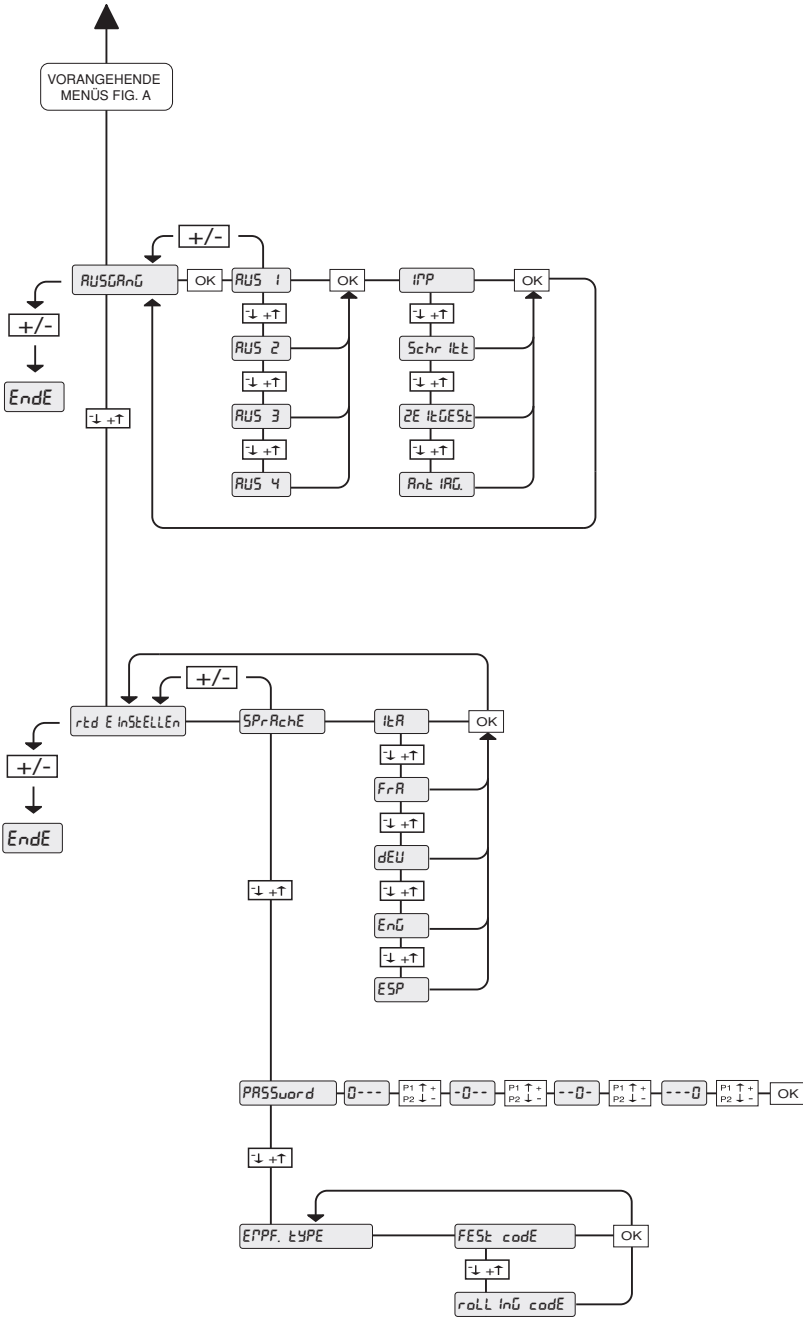 VORANGEHENDE
MENÜS FIG. A
+/-
AUSGAnG
OK
AUS 1
OK
IMP
OK
-↓ +↑
-↓ +↑
+/-
AUS 2
Schritt
EndE
-↓ +↑
-↓ +↑
-↓ +↑
AUS 3
ZEITGESt
-↓ +↑
-↓ +↑
AUS 4
AntIAG.
+/-
rtd EInStELLEn
SPrAchE
ItA
OK
-↓ +↑
+/-
FrA
-↓ +↑
EndE
dEU
-↓ +↑
-↓ +↑
EnG
-↓ +↑
ESP
PASSword
0---
P1 ↑ +
P2 ↓ -
-0--
P1 ↑ +
P2 ↓ -
--0-
P1 ↑ +
P2 ↓ -
---0
P1 ↑ +
P2 ↓ -
OK
-↓ +↑
EMPF. tYPE
FESt codE
OK
-↓ +↑
roLLInG codE